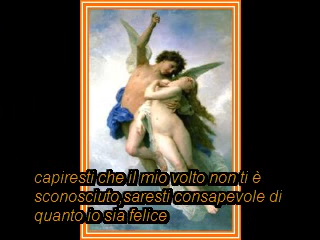 capiresti che il mio volto non ti è
sconosciuto,saresti consapevole di
quanto io sia felice